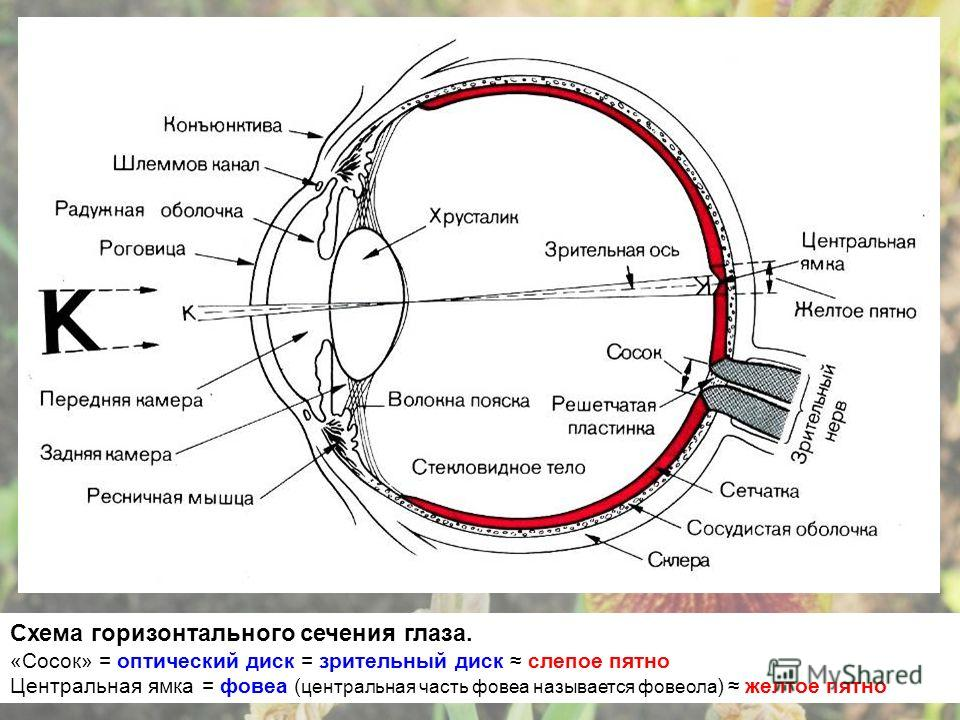 Конъюнктива
Шлеммов канал
Радужная оболочка
Роговица
Хрусталик
Зрительная ось
Центральная
ямка
Желтое пятно
К
К
К
Сосок
Передняя камера
Волокна пояска
Решетчатая
пластинка
Зрительный
нерв
Задняя камера
Стекловидное тело
Ресничная мышца
Сетчатка
Сосудистая оболочка
Склера
Схема горизонтального сечения глаза.
«Сосок» = оптический диск = зрительный диск ≈ слепое пятно
Центральная ямка = фовеа (центральная часть фовеа называется фовеола) ≈ желтое пятно
MyShared